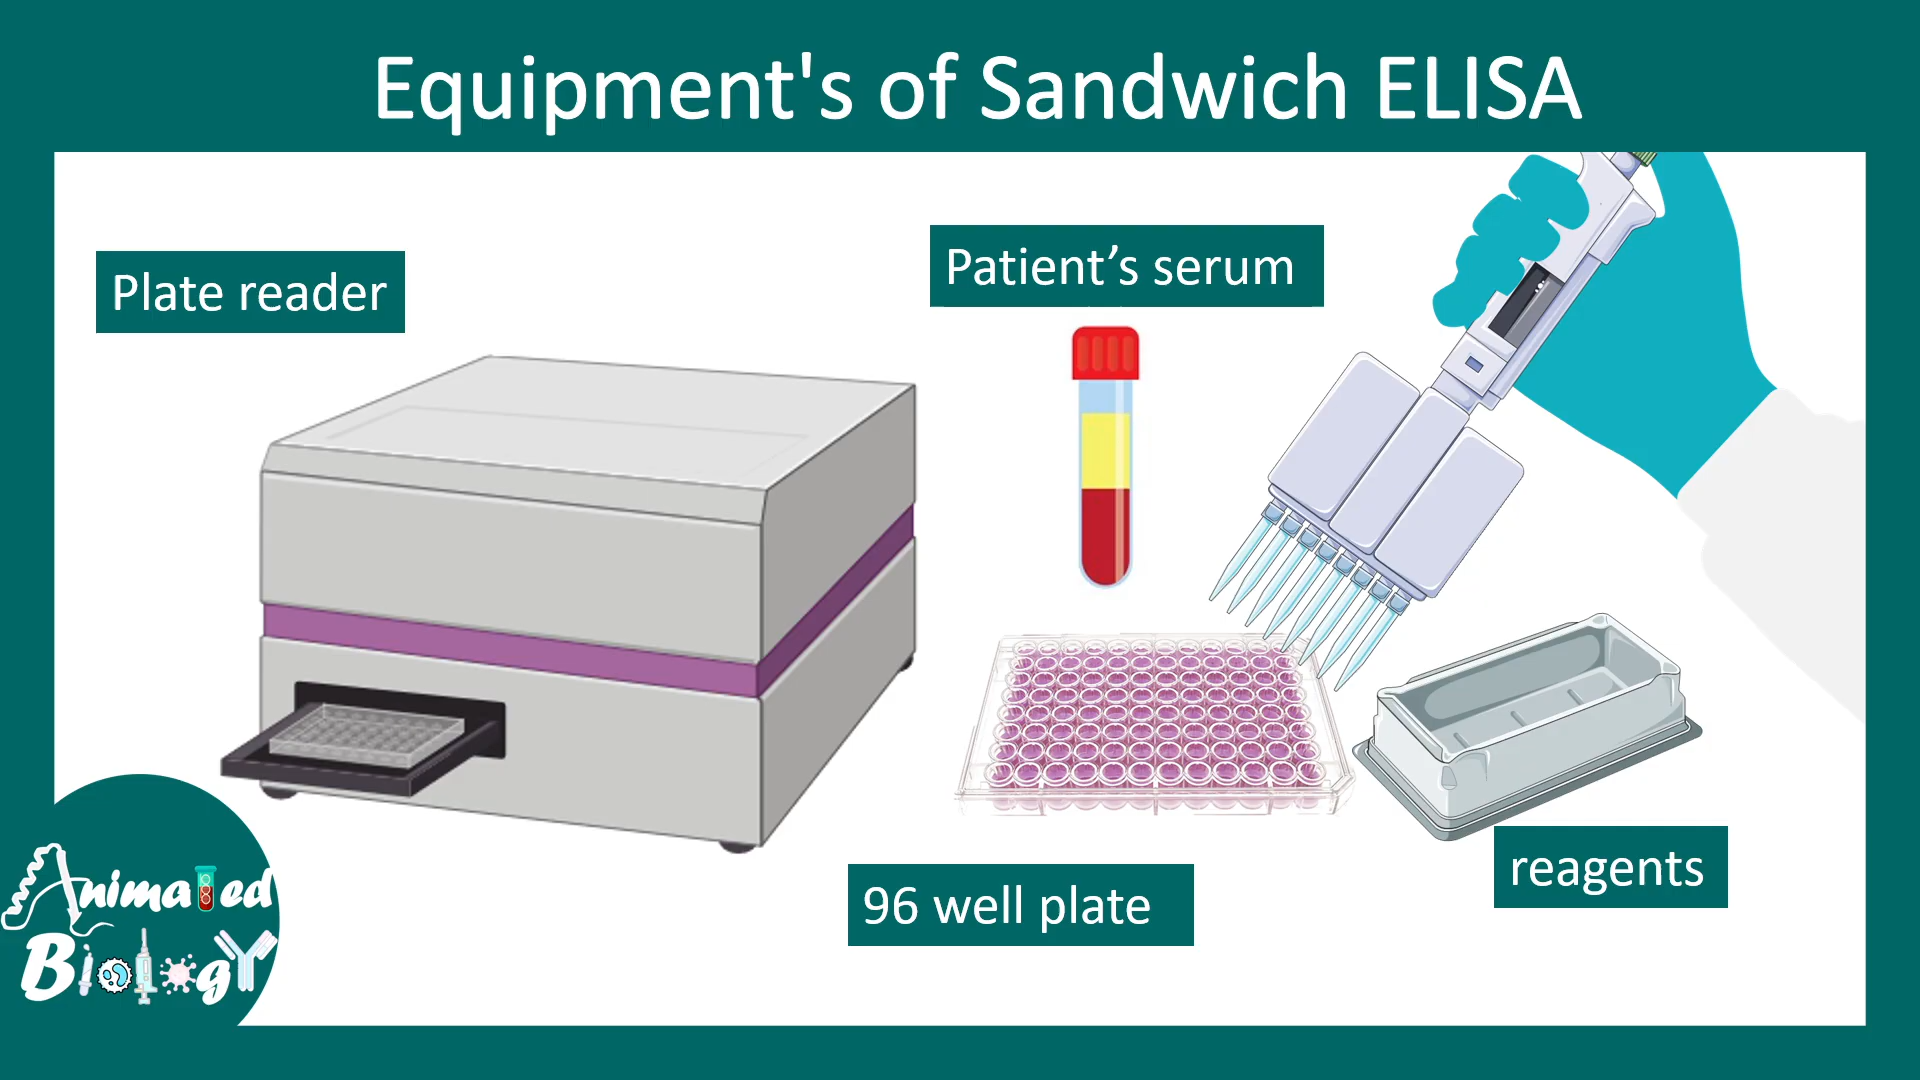 Equipment's of Sandwich ELISA
Plate reader
Patient’s serum
96 well plate
reagents
Animated
Biology